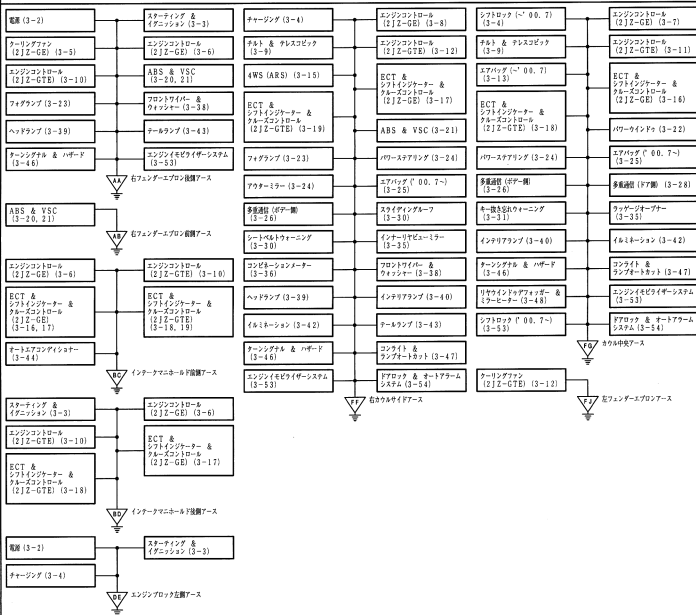 電源 (3-2)
スターティング &
イグニッション (3-3)
クーリングファン
(2JZ-GE) (3-5)
エンジンコントロール
(2JZ-GE) (3-6)
エンジンコントロール
(2JZ-GTE) (3-10)
ABS & VSC
(3-20, 21)
フォグランプ (3-23)
フロントワイパー &
ウォッシャー (3-38)
ヘッドランプ (3-39)
テールランプ (3-43)
ターンシグナル & ハザード
(3-46)
エンジンイモビライザーシステム
(3-53)
AA
右フェンダーエプロン後側アース
ABS & VSC
(3-20, 21)
AB
右フェンダーエプロン前側アース
エンジンコントロール
(2JZ-GE) (3-6)
エンジンコントロール
(2JZ-GTE) (3-10)
ECT &
シフトインジケーター &
クルーズコントロール
(2JZ-GE)
(3-16, 17)
ECT &
シフトインジケーター &
クルーズコントロール
(2JZ-GTE)
(3-18, 19)
オートエアコンディショナー
(3-44)
BC
インテークマニホールド前側アース
スターティング &
イグニッション (3-3)
エンジンコントロール
(2JZ-GE) (3-6)
エンジンコントロール
(2JZ-GTE) (3-10)
ECT &
シフトインジケーター &
クルーズコントロール
(2JZ-GE) (3-17)
ECT &
シフトインジケーター &
クルーズコントロール
(2JZ-GTE) (3-18)
BD
インテークマニホールド後側アース
電源 (3-2)
スターティング &
イグニッション (3-3)
チャージング (3-4)
DE
エンジンブロック左側アース
チャージング (3-4)
エンジンコントロール
(2JZ-GE) (3-8)
チルト & テレスコピック
(3-9)
エンジンコントロール
(2JZ-GTE) (3-12)
4WS (ARS) (3-15)
ECT &
シフトインジケーター &
クルーズコントロール
(2JZ-GE) (3-17)
ECT &
シフトインジケーター &
クルーズコントロール
(2JZ-GTE) (3-19)
ABS & VSC (3-21)
フォグランプ (3-23)
パワーステアリング (3-24)
アウターミラー (3-24)
エアバッグ ('00.7~)
(3-25)
多重通信 (ボデー側)
(3-26)
スライディングルーフ
(3-30)
シートベルトウォーニング
(3-30)
インナーリヤビューミラー
(3-35)
コンビネーションメーター
(3-36)
フロントワイパー &
ウォッシャー (3-38)
ヘッドランプ (3-39)
インテリアランプ (3-40)
イルミネーション (3-42)
テールランプ (3-43)
ターンシグナル & ハザード
(3-46)
コンライト &
ランプオートカット (3-47)
エンジンイモビライザーシステム
(3-53)
ドアロック & オートアラーム
システム (3-54)
FF
右カウルサイドアース
シフトロック (~'00.7)
(3-4)
エンジンコントロール
(2JZ-GE) (3-7)
チルト & テレスコピック
(3-9)
エンジンコントロール
(2JZ-GTE) (3-11)
エアバッグ (~'00.7)
(3-13)
ECT &
シフトインジケーター &
クルーズコントロール
(2JZ-GE) (3-16)
ECT &
シフトインジケーター &
クルーズコントロール
(2JZ-GTE) (3-18)
パワーウインドゥ (3-22)
パワーステアリング (3-24)
エアバッグ ('00.7~)
(3-25)
多重通信 (ボデー側)
(3-26)
多重通信 (ドア側) (3-28)
キー抜き忘れウォーニング
(3-31)
ラッゲージオープナー
(3-35)
インテリアランプ (3-40)
イルミネーション (3-42)
ターンシグナル & ハザード
(3-46)
コンライト &
ランプオートカット (3-47)
リヤウインドゥデフォッガー &
ミラーヒーター (3-48)
エンジンイモビライザーシステム
(3-53)
シフトロック ('00.7~)
(3-53)
ドアロック & オートアラーム
システム (3-54)
FG
カウル中央アース
クーリングファン
(2JZ-GTE) (3-12)
FJ
左フェンダーエプロンアース